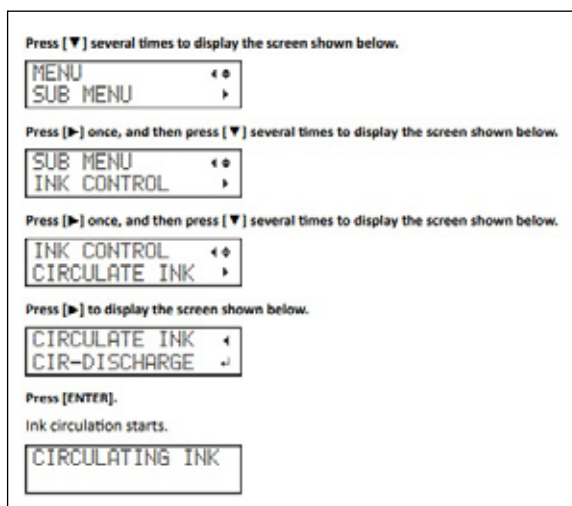 Press [▼] several times to display the screen shown below.
MENU ◂♦
SUB MENU ▸
Press [►] once, and then press [▼] several times to display the screen shown below.
SUB MENU ◂♦
INK CONTROL ▸
Press [►] once, and then press [▼] several times to display the screen shown below.
INK CONTROL ◂♦
CIRCULATE INK ▸
Press [►] to display the screen shown below.
CIRCULATE INK ◂
CIR-DISCHARGE ↵
Press [ENTER].
Ink circulation starts.
CIRCULATING INK